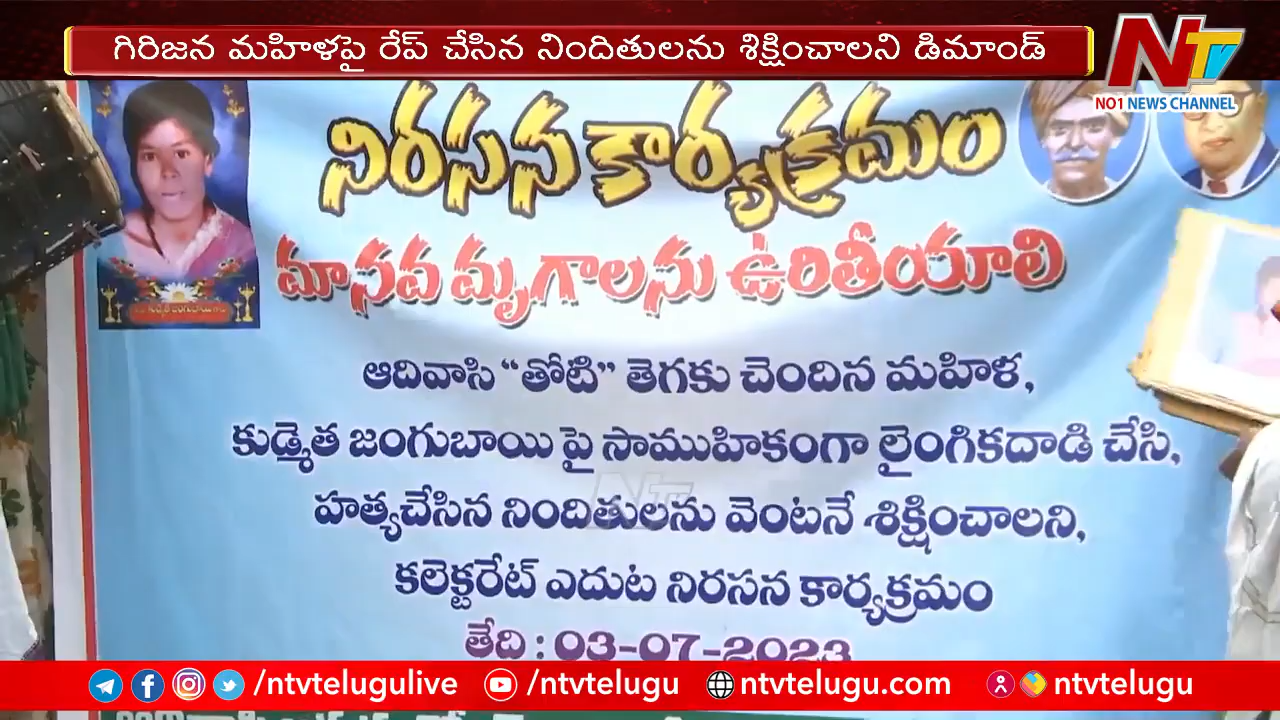 గిరిజన మహిళపై రేప్ చేసిన నిందితులను శిక్షించాలని డిమాండ్
NTV
NO1 NEWS CHANNEL
నిరసన కార్యక్రమం
మానవ మృగాలను ఉరితీయాలి
ఆదివాసి "తోటి" తెగకు చెందిన మహిళ,
కుడ్మెత జంగుబాయి పై సాముహికంగా లైంగికదాడి చేసి,
హత్యచేసిన నిందితులను వెంటనే శిక్షించాలని,
కలెక్టరేట్ ఎదుట నిరసన కార్యక్రమం
తేది : 03-07-2023
NTV
/ntvtelugulive
/ntvtelugu
ntvtelugu.com
ntvtelugu